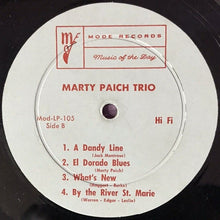 MODE RECORDS
Music of the Day
MARTY PAICH TRIO
Mod-LP-105
Side B
Hi Fi
1. A Dandy Line
(Jack Montrose)
2. El Dorado Blues
(Marty Paich)
3. What's New
(Haggart-Burke)
4. By the River St. Marie
(Warren - Edgar - Leslie)